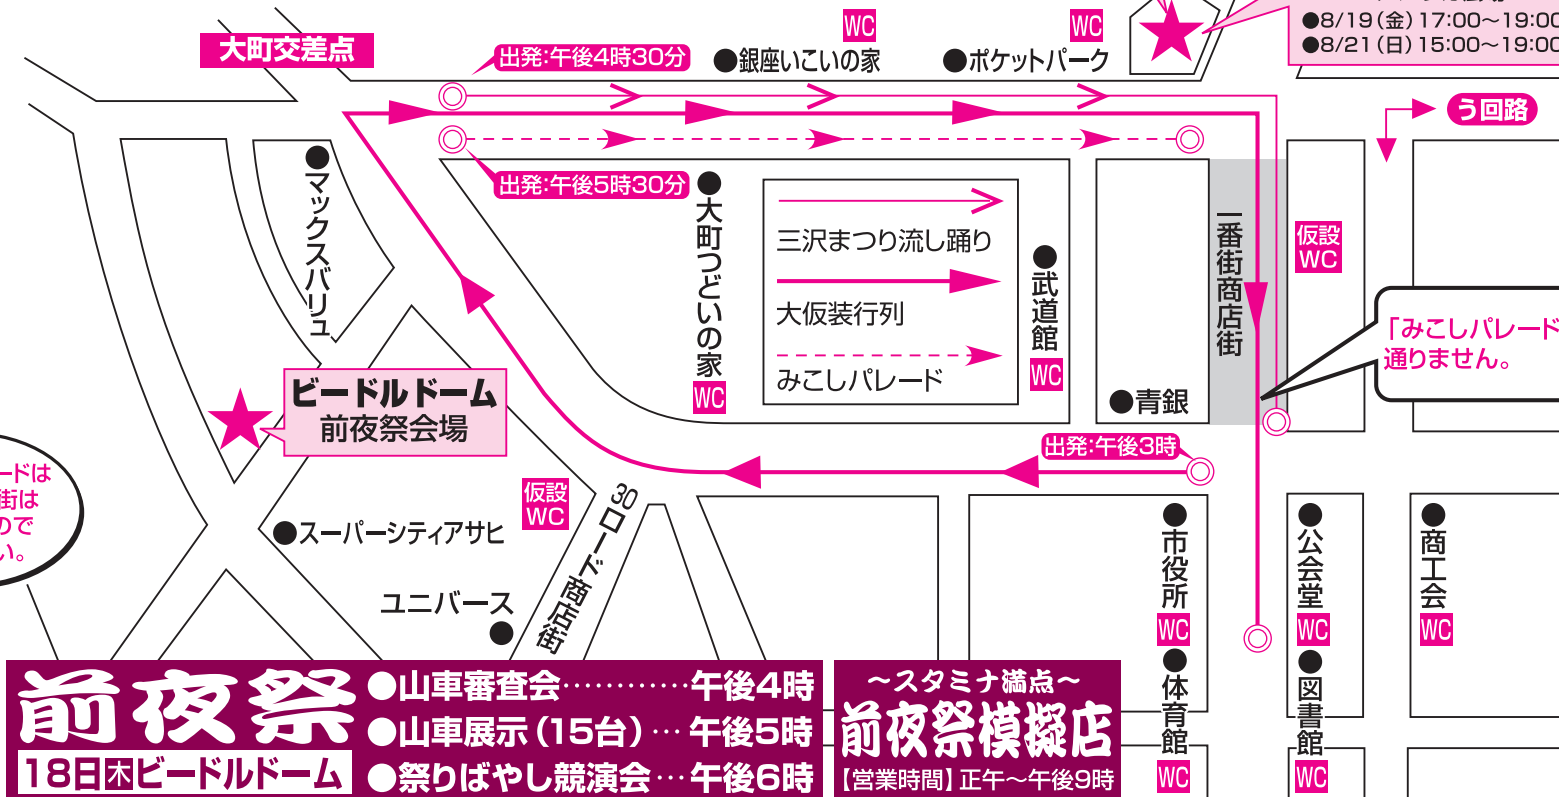 大町交差点
出発:午後4時30分
WC
●銀座いこいの家
WC
●ポケットパーク
●8/19(金)17:00〜19:00
●8/21(日)15:00〜19:00
う回路
●マックスバリュ
出発:午後5時30分
●大町つどいの家
WC
三沢まつり流し踊り
大仮装行列
みこしパレード
●武道館
WC
●青銀
一番街商店街
仮設
WC
「みこしパレード
通りません。
ビードルドーム
前夜祭会場
出発:午後3時
ードは
街は
ので
い。
仮設
WC
●スーパーシティアサヒ
ユニバース
30ロード商店街
●市役所
WC
●体育館
WC
●公会堂
WC
●図書館
WC
●商工会
WC
前夜祭
18日木ビードルドーム
●山車審査会…………午後4時
●山車展示(15台)…午後5時
●祭りばやし競演会…午後6時
〜スタミナ満点〜
前夜祭模擬店
【営業時間】正午〜午後9時